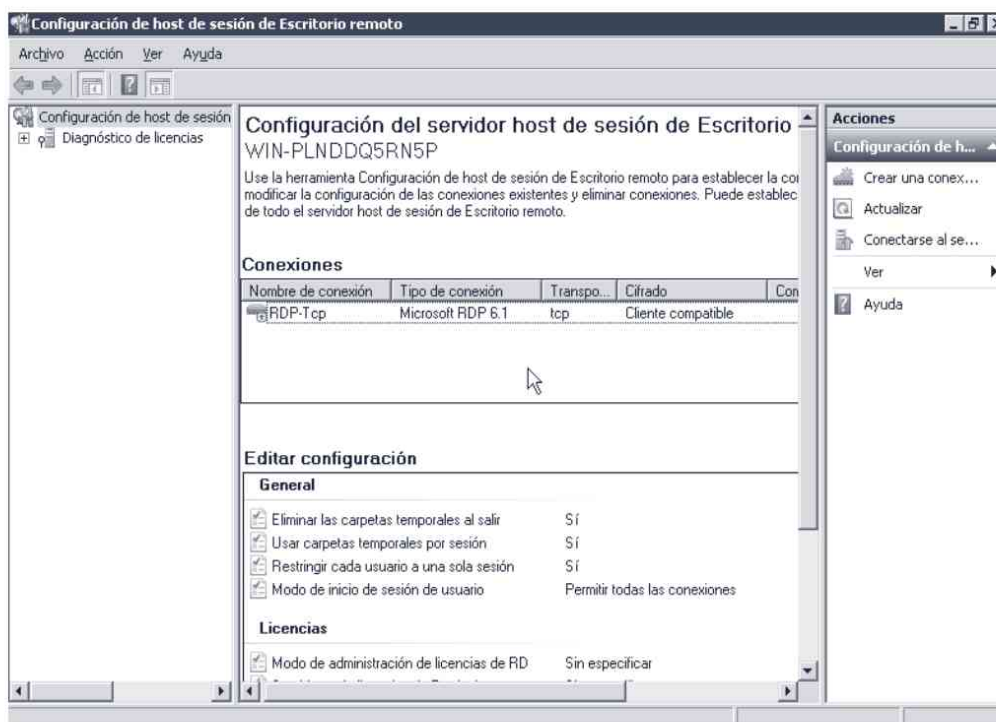 Configuración de host de sesión de Escritorio remoto
Archivo Acción Ver Ayuda
Configuración de host de sesión
Diagnóstico de licencias
Configuración del servidor host de sesión de Escritorio
WIN-PLNDDQ5RN5P
Use la herramienta Configuración de host de sesión de Escritorio remoto para establecer la co
modificar la configuración de las conexiones existentes y eliminar conexiones. Puede establec
de todo el servidor host de sesión de Escritorio remoto.
Conexiones
Nombre de conexión Tipo de conexión Transpo... Cifrado Con
RDP-Tcp Microsoft RDP 6.1 tcp Cliente compatible
Editar configuración
General
Eliminar las carpetas temporales al salir Sí
Usar carpetas temporales por sesión Sí
Restringir cada usuario a una sola sesión Sí
Modo de inicio de sesión de usuario Permitir todas las conexiones
Licencias
Modo de administración de licencias de RD Sin especificar
Acciones
Configuración de h...
Crear una conex...
Actualizar
Conectarse al se...
Ver
Ayuda